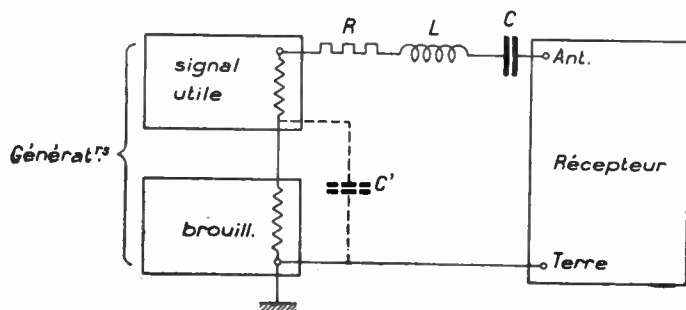 R
L
C
signal
utile
Ant.
Générat.rs
C'
Récepteur
brouill.
Terre